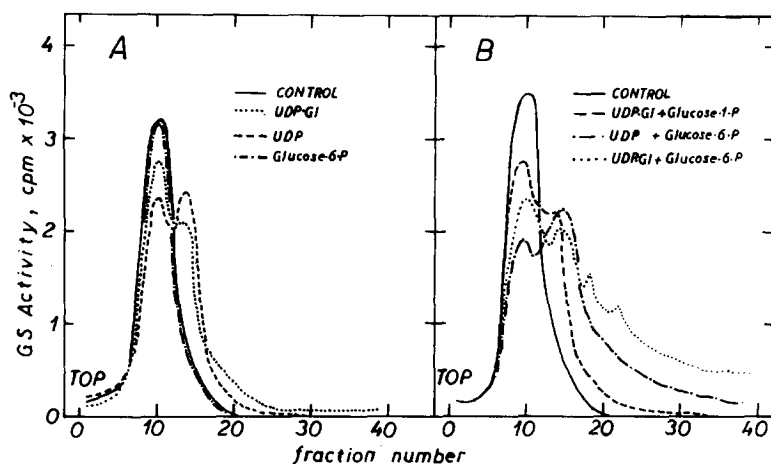 A
CONTROL
UDP-Gl
UDP
Glucose-6-P
B
CONTROL
UDP-Gl + Glucose-1-P
UDP + Glucose-6-P
UDP-Gl + Glucose-6-P
GS Activity, cpm x 10⁻³
4
3
2
1
0
TOP
TOP
0 10 20 30 40
0 10 20 30 40
fraction number